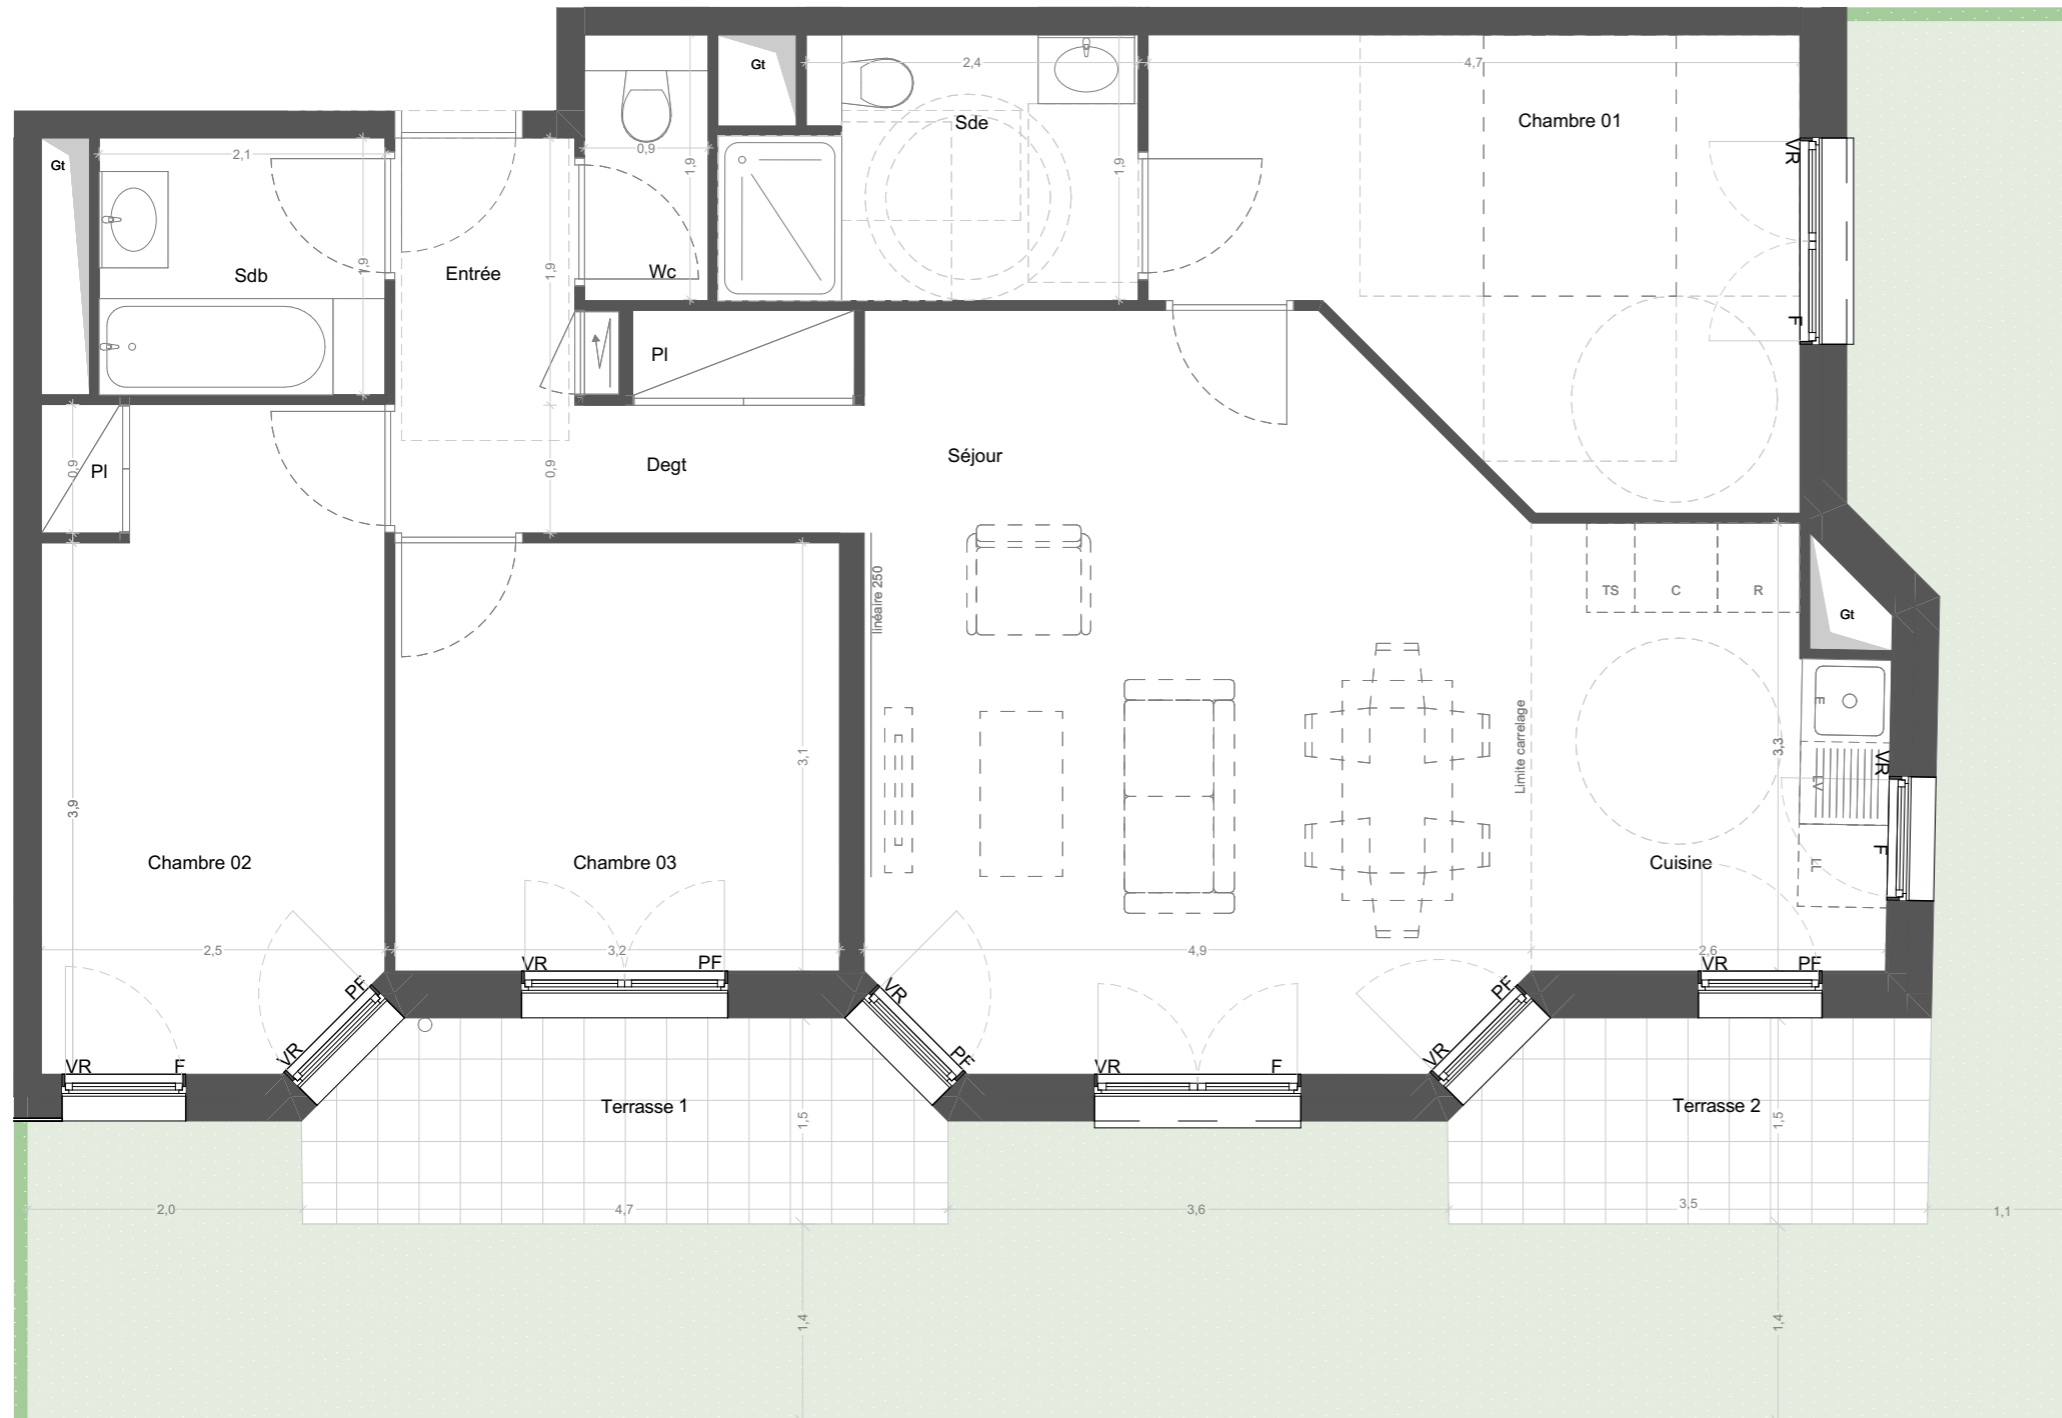 Gt
2,4
4,7
Sde
Chambre 01
0,9
1,9
1,9
VR
F
Gt
2,1
Sdb
1,9
Entrée
1,9
Wc
Pl
Pl
0,9
0,9
Degt
Séjour
linéaire 250
TS
C
R
Gt
E
LV
LL
VR
F
Limite carrelage
3,3
3,1
3,9
Chambre 02
Chambre 03
Cuisine
2,5
3,2
4,9
2,6
VR
PF
VR
PF
VR
F
VR
PF
VR
PF
VR
F
VR
PF
Terrasse 1
1,5
Terrasse 2
1,5
2,0
4,7
3,6
3,5
1,1
1,4
1,4